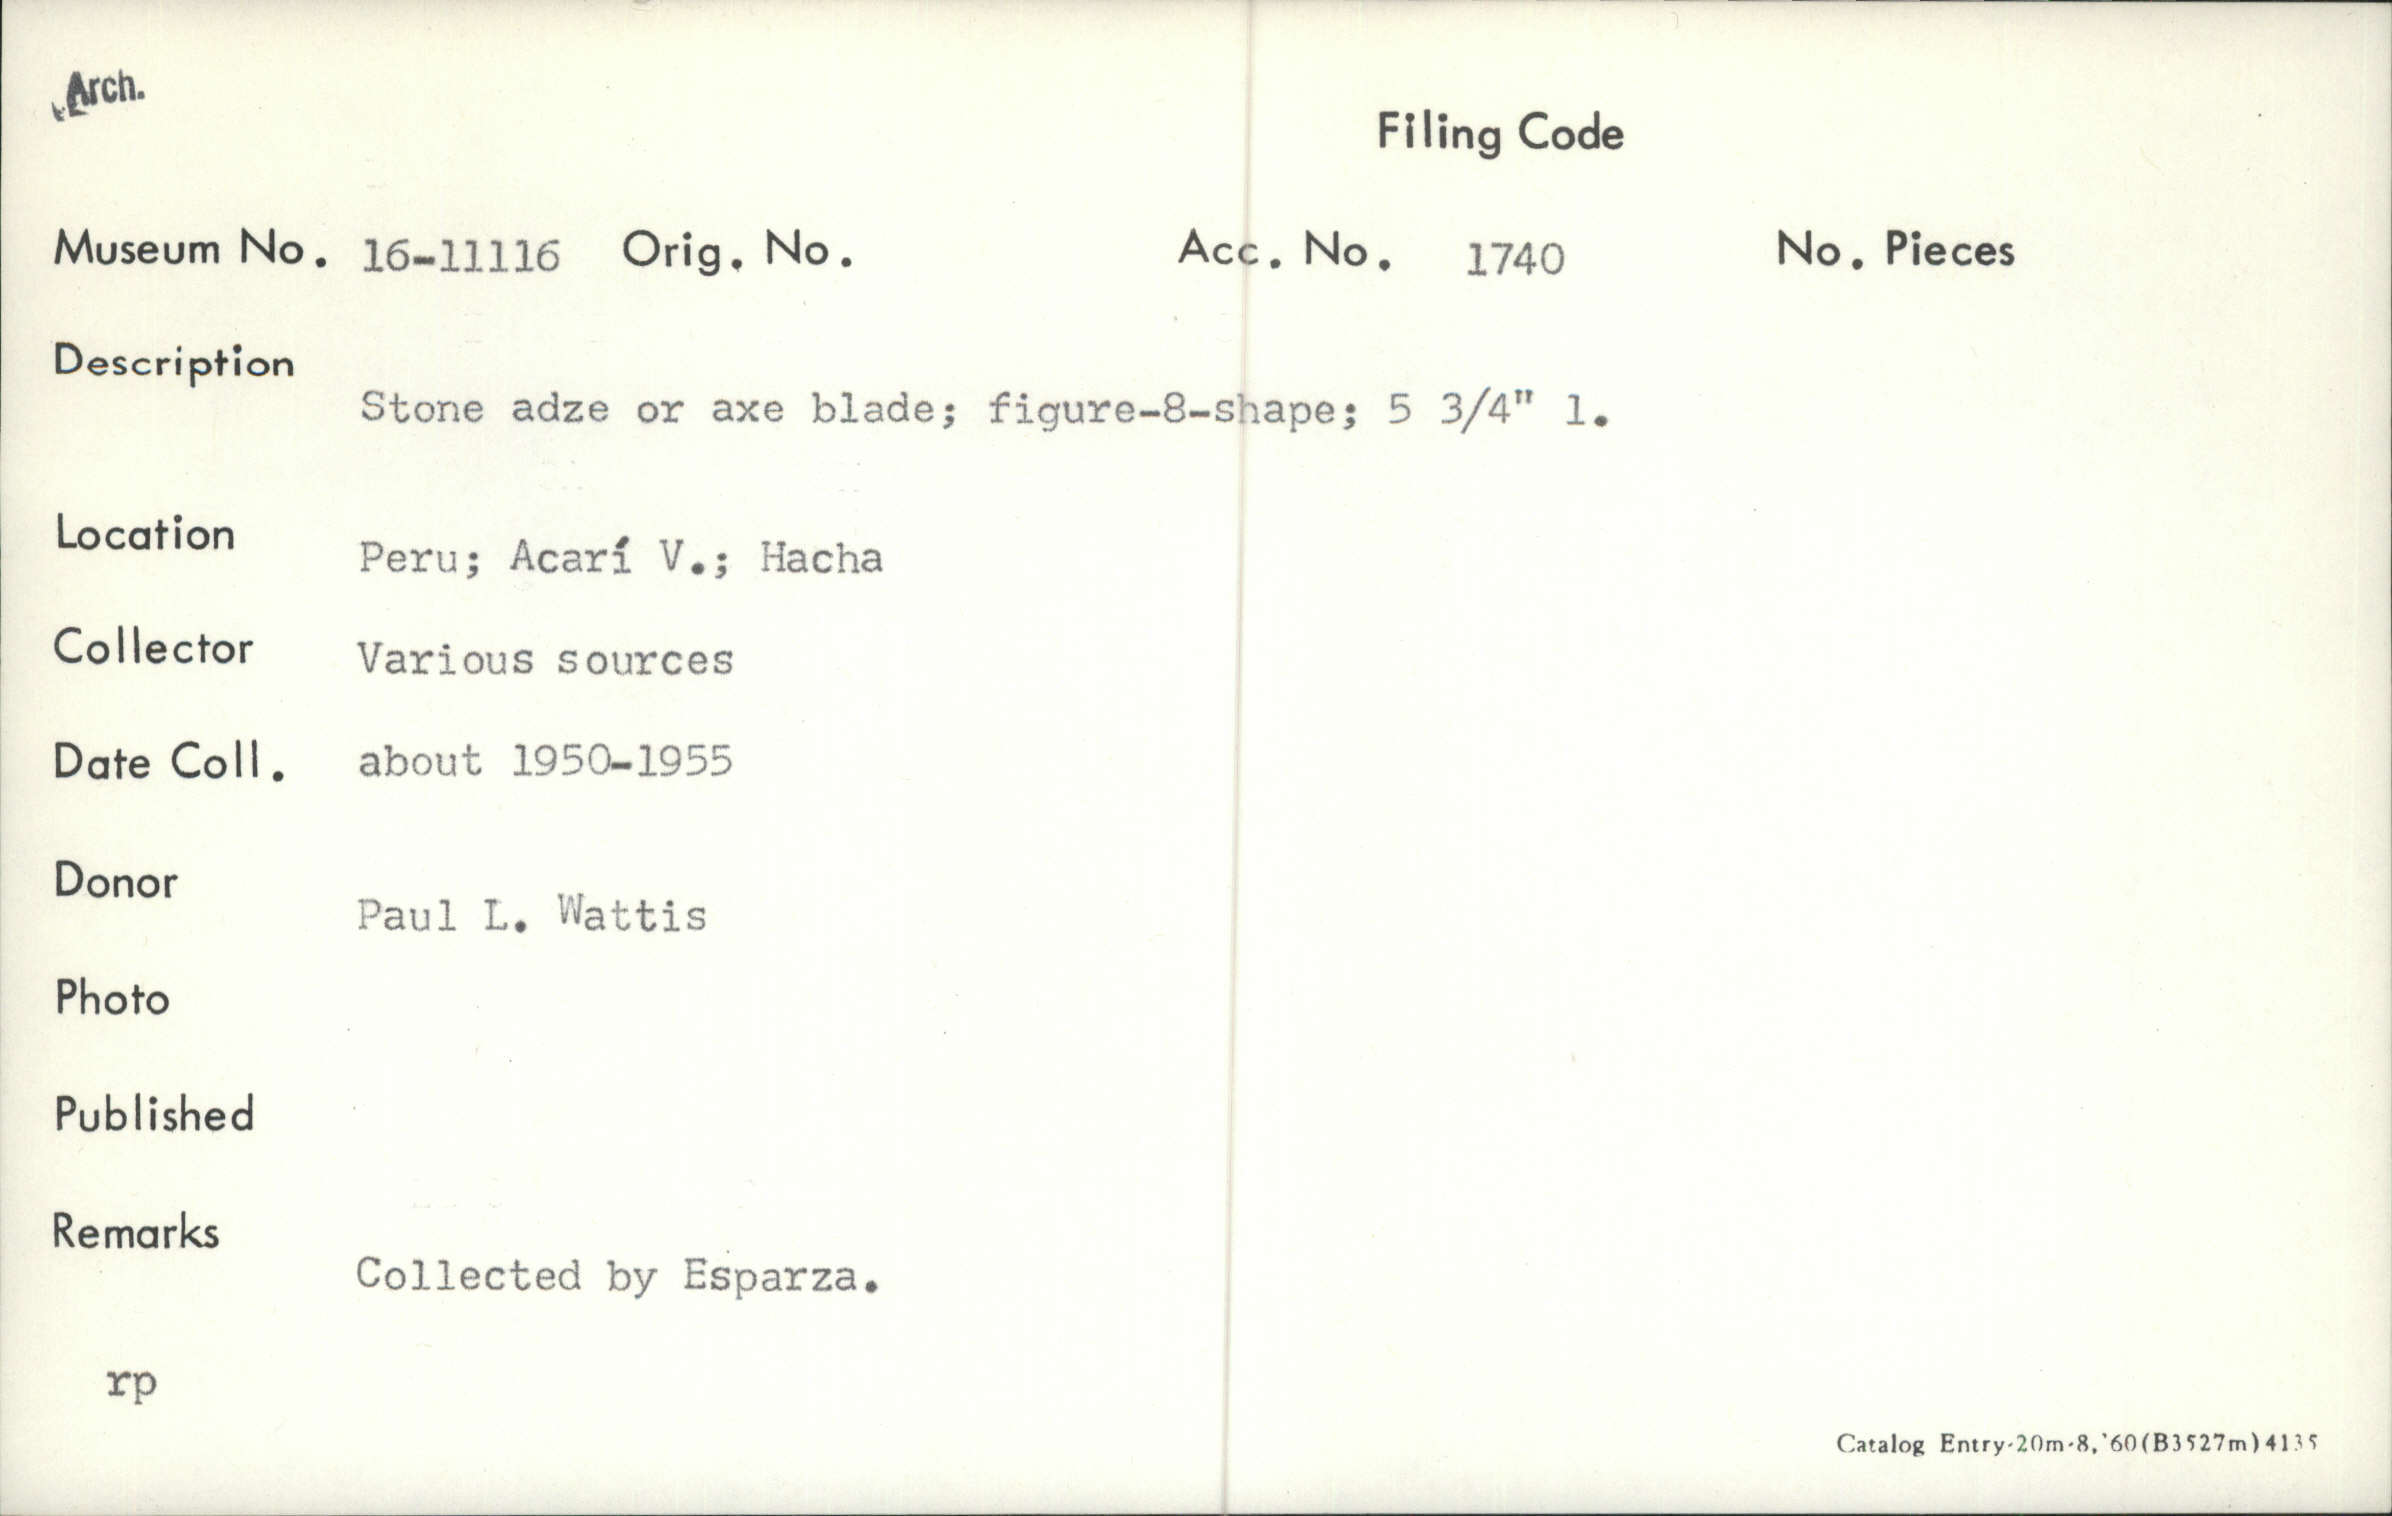 Arch.
Filing Code
Museum No. 16-11116 Orig. No. Acc. No. 1740 No. Pieces
Description
Stone adze or axe blade; figure-8-shape; 5 3/4" l.
Location
Peru; Acarí V.; Hacha
Collector Various sources
Date Coll. about 1950-1955
Donor
Paul L. Wattis
Photo
Published
Remarks
Collected by Esparza.
rp
Catalog Entry-20m-8,'60(B3527m)4135